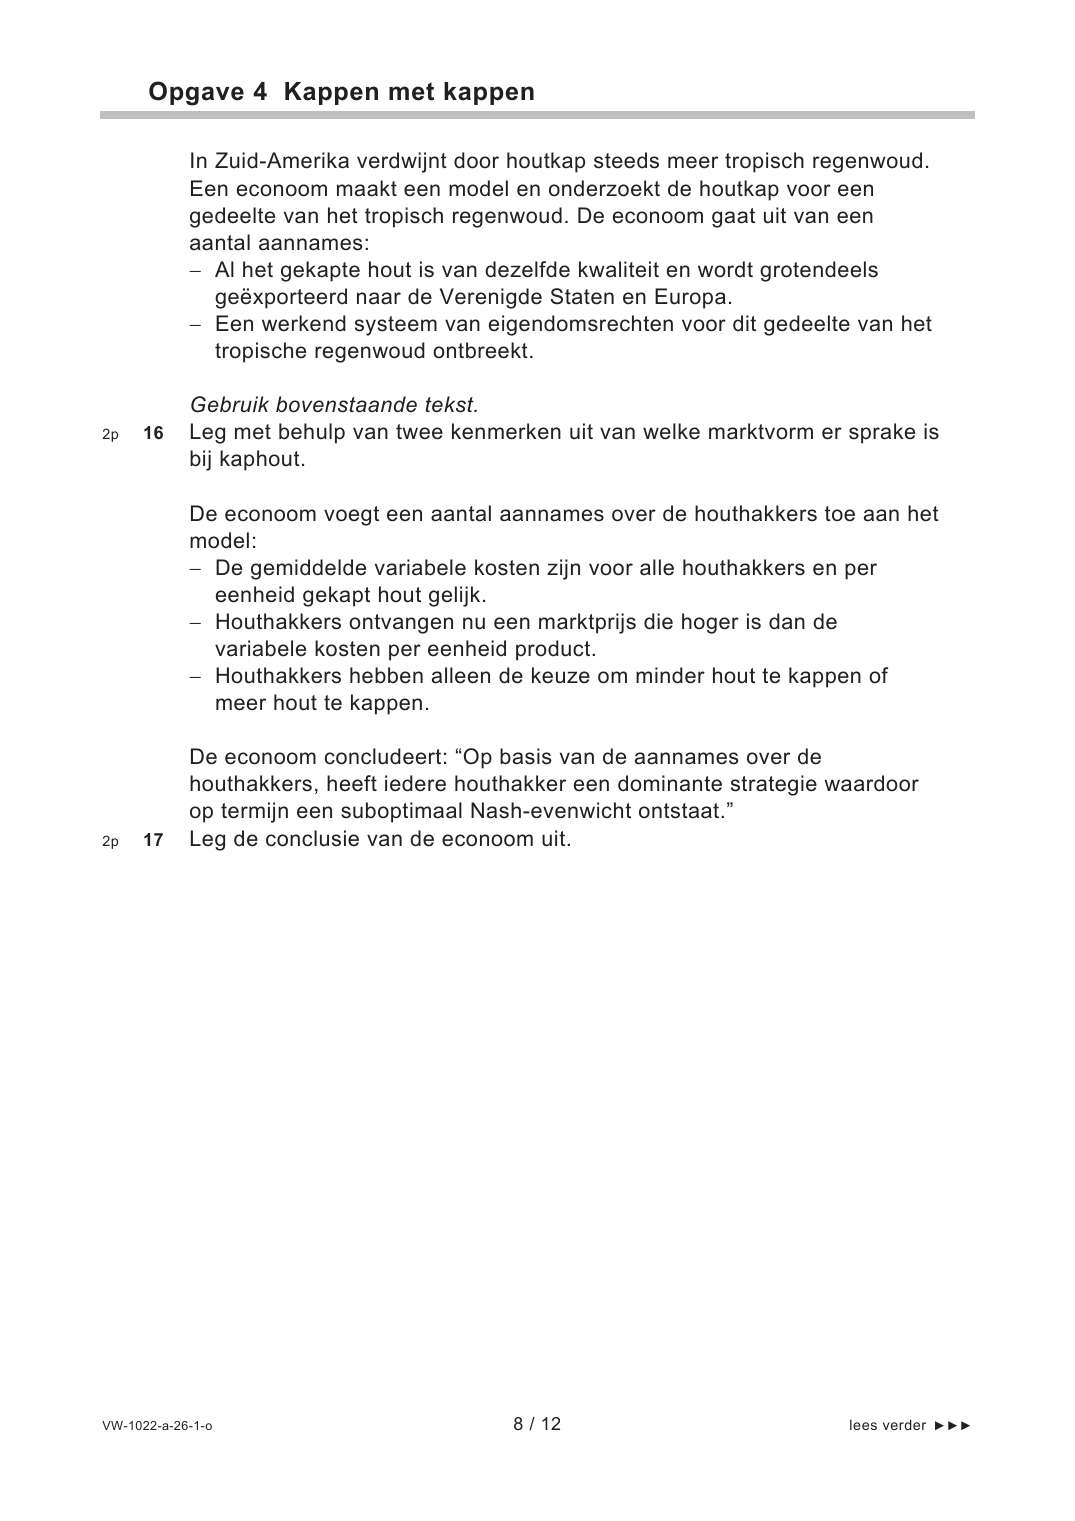 Opgave 4  Kappen met kappen
In Zuid-Amerika verdwijnt door houtkap steeds meer tropisch regenwoud.
Een econoom maakt een model en onderzoekt de houtkap voor een
gedeelte van het tropisch regenwoud. De econoom gaat uit van een
aantal aannames:
– Al het gekapte hout is van dezelfde kwaliteit en wordt grotendeels
geëxporteerd naar de Verenigde Staten en Europa.
– Een werkend systeem van eigendomsrechten voor dit gedeelte van het
tropische regenwoud ontbreekt.
Gebruik bovenstaande tekst.
2p 16 Leg met behulp van twee kenmerken uit van welke marktvorm er sprake is
bij kaphout.
De econoom voegt een aantal aannames over de houthakkers toe aan het
model:
– De gemiddelde variabele kosten zijn voor alle houthakkers en per
eenheid gekapt hout gelijk.
– Houthakkers ontvangen nu een marktprijs die hoger is dan de
variabele kosten per eenheid product.
– Houthakkers hebben alleen de keuze om minder hout te kappen of
meer hout te kappen.
De econoom concludeert: “Op basis van de aannames over de
houthakkers, heeft iedere houthakker een dominante strategie waardoor
op termijn een suboptimaal Nash-evenwicht ontstaat.”
2p 17 Leg de conclusie van de econoom uit.
VW-1022-a-26-1-o 8 / 12 lees verder ►►►